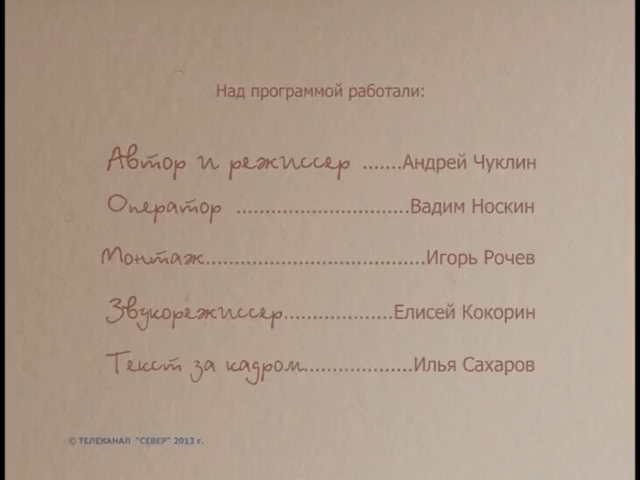 Над программой работали:
Автор и режиссер .......Андрей Чуклин
Оператор ..............................Вадим Носкин
Монтаж......................................Игорь Рочев
Звукорежиссер...................Елисей Кокорин
Текст за кадром...................Илья Сахаров
© ТЕЛЕКАНАЛ "СЕВЕР" 2013 г.